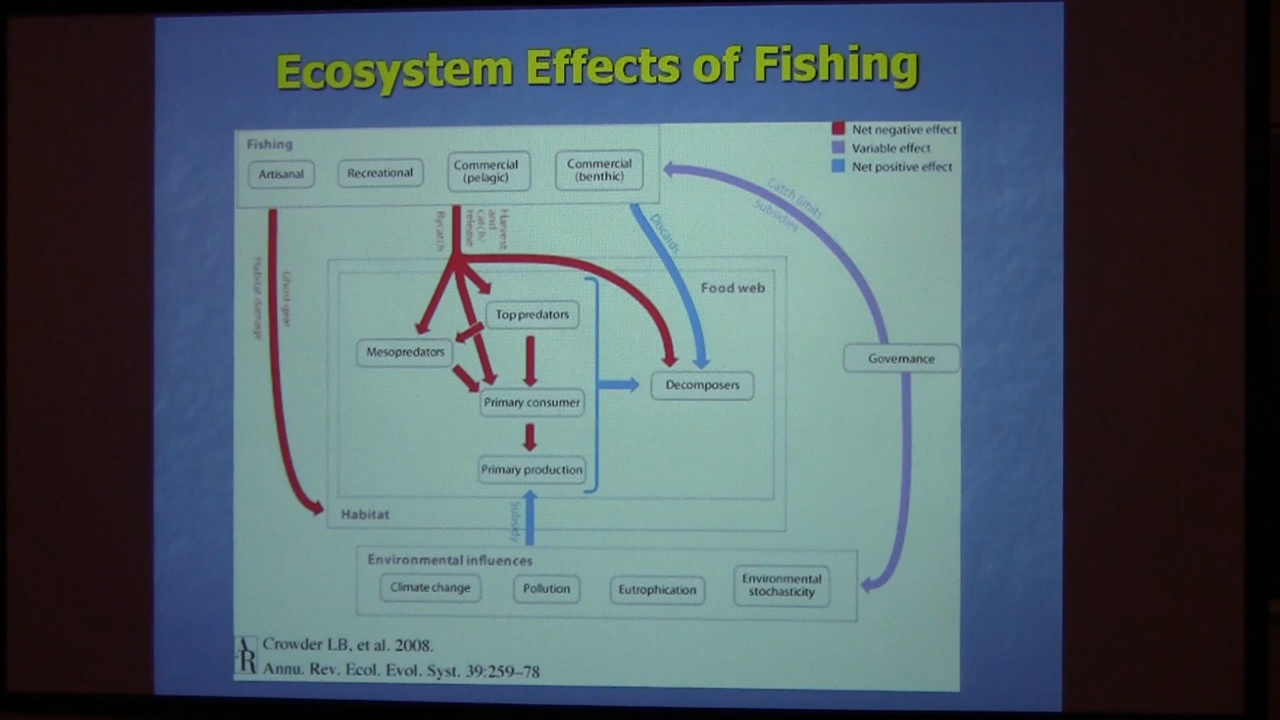 Ecosystem Effects of Fishing
Fishing
Artisanal
Recreational
Commercial
(pelagic)
Commercial
(benthic)
Net negative effect
Variable effect
Net positive effect
Catch limits
Subsidies
Bycatch
Harvest
and
catch/
release
Discards
Ghost gear
Habitat damage
Food web
Top predators
Mesopredators
Primary consumer
Decomposers
Governance
Primary production
Habitat
Subsidy
Environmental influences
Climate change
Pollution
Eutrophication
Environmental
stochasticity
AR
Crowder LB, et al. 2008.
Annu. Rev. Ecol. Evol. Syst. 39:259–78